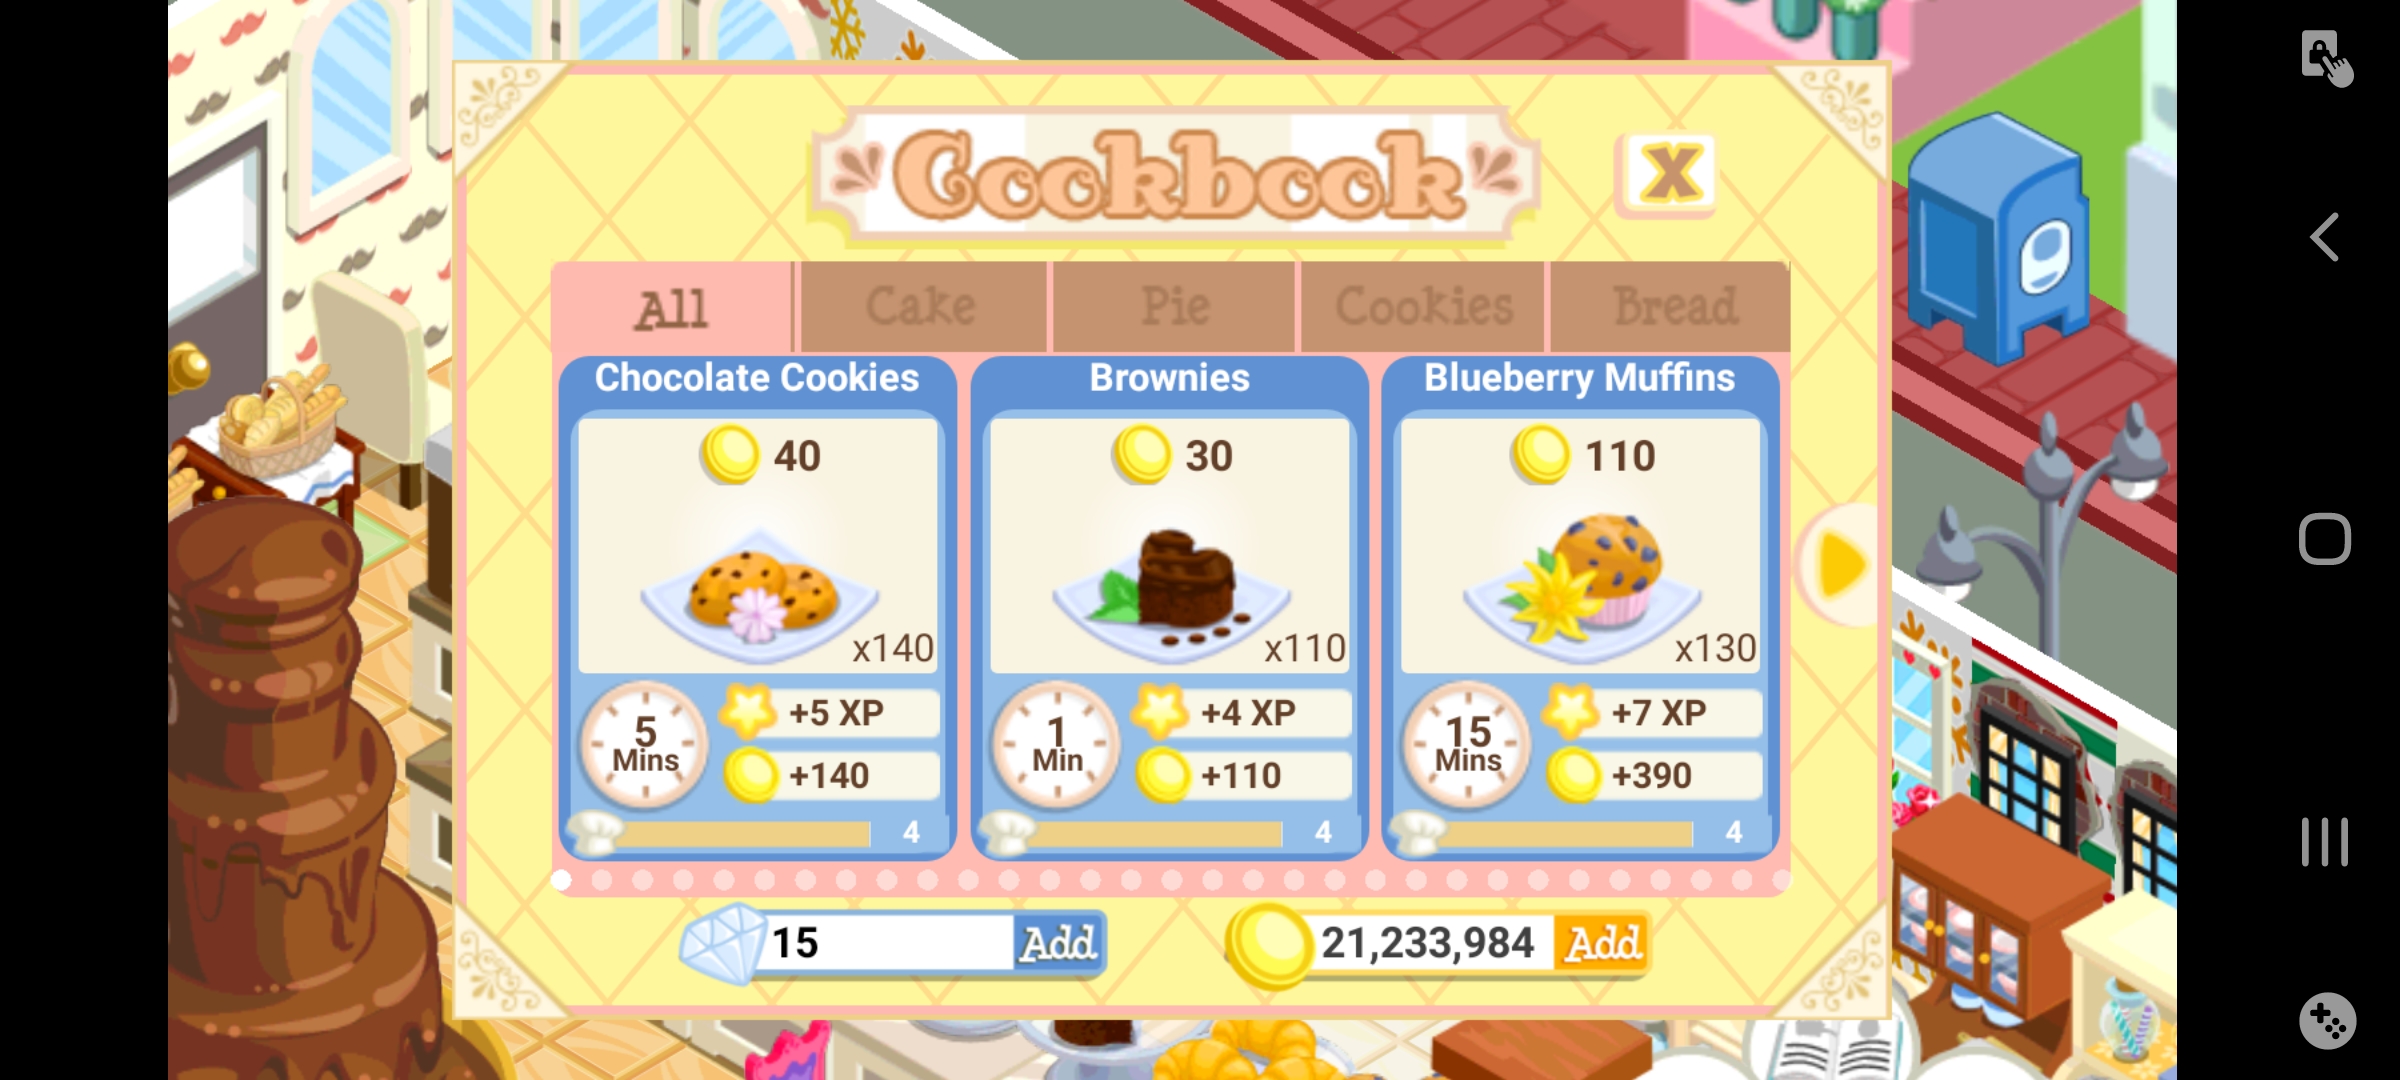 Cookbook
X
All
Cake
Pie
Cookies
Bread
Chocolate Cookies
40
x140
5
Mins
+5 XP
+140
4
Brownies
30
x110
1
Min
+4 XP
+110
4
Blueberry Muffins
110
x130
15
Mins
+7 XP
+390
4
15
Add
21,233,984
Add